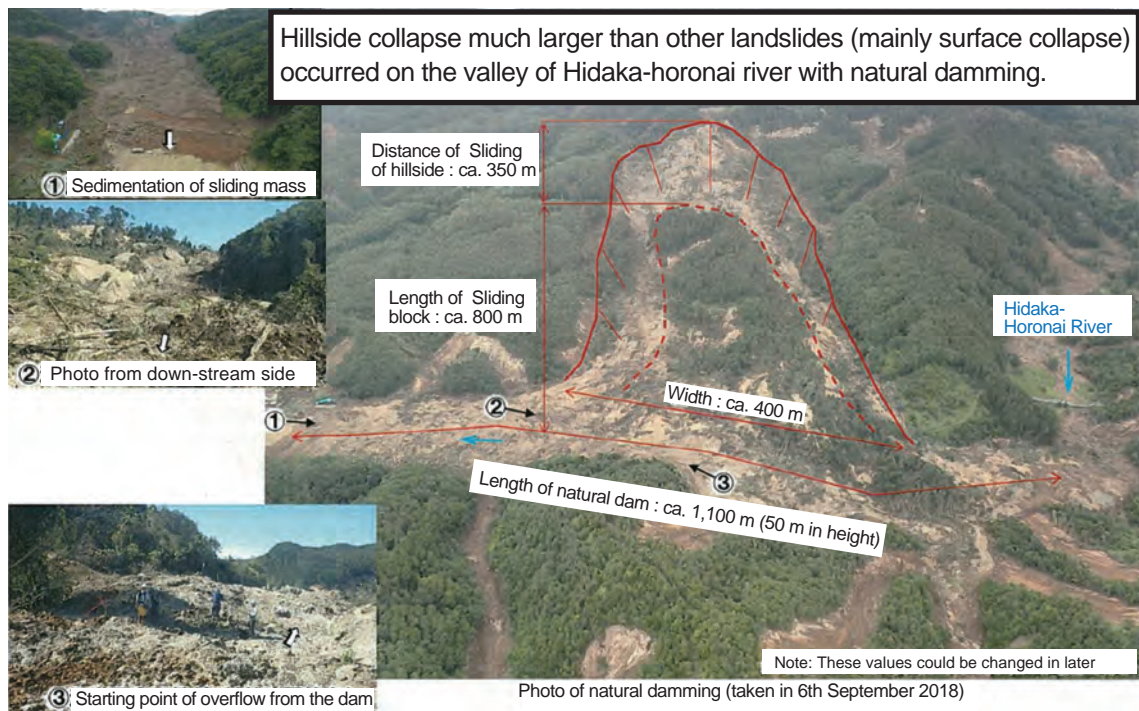 Hillside collapse much larger than other landslides (mainly surface collapse)
occurred on the valley of Hidaka-horonai river with natural damming.
① Sedimentation of sliding mass
② Photo from down-stream side
③ Starting point of overflow from the dam
Distance of Sliding
of hillside : ca. 350 m
Length of Sliding
block : ca. 800 m
Hidaka-
Horonai River
Width : ca. 400 m
①
②
③
Length of natural dam : ca. 1,100 m (50 m in height)
Note: These values could be changed in later
Photo of natural damming (taken in 6th September 2018)